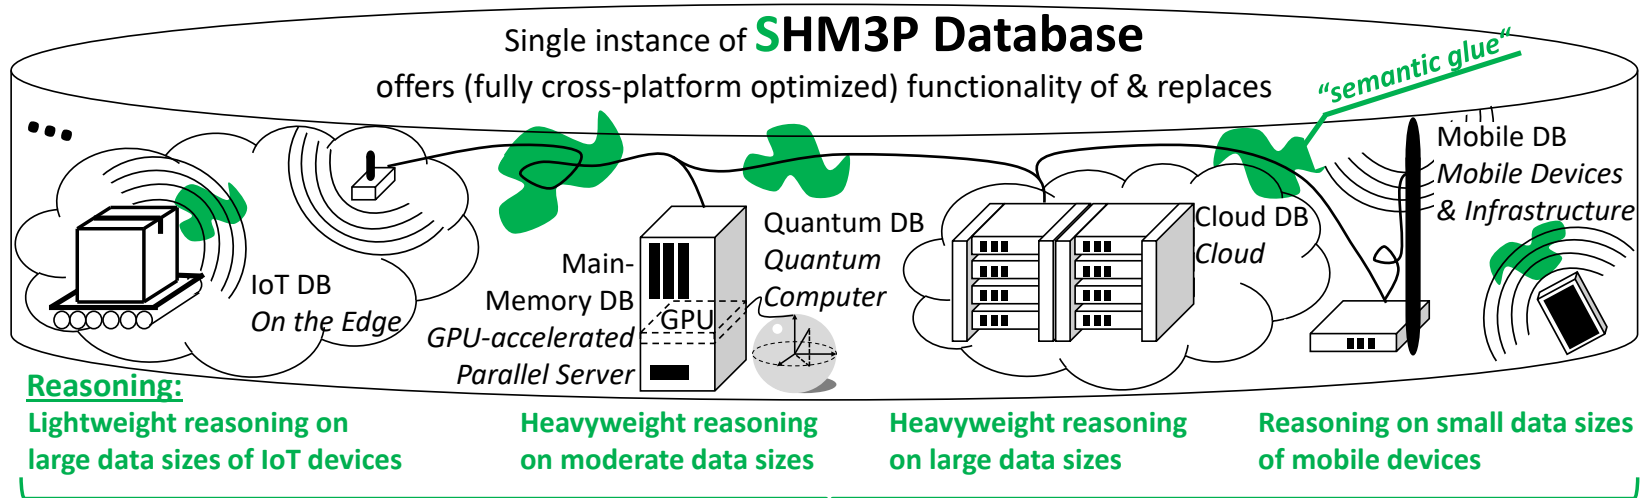 Single instance of SHM3P Database
offers (fully cross-platform optimized) functionality of & replaces
“semantic glue“
...
IoT DB
On the Edge
Main-
Memory DB
GPU-accelerated
Parallel Server
GPU
Quantum DB
Quantum
Computer
Cloud DB
Cloud
Mobile DB
Mobile Devices
& Infrastructure
Reasoning:
Lightweight reasoning on
large data sizes of IoT devices
Heavyweight reasoning
on moderate data sizes
Heavyweight reasoning
on large data sizes
Reasoning on small data sizes
of mobile devices